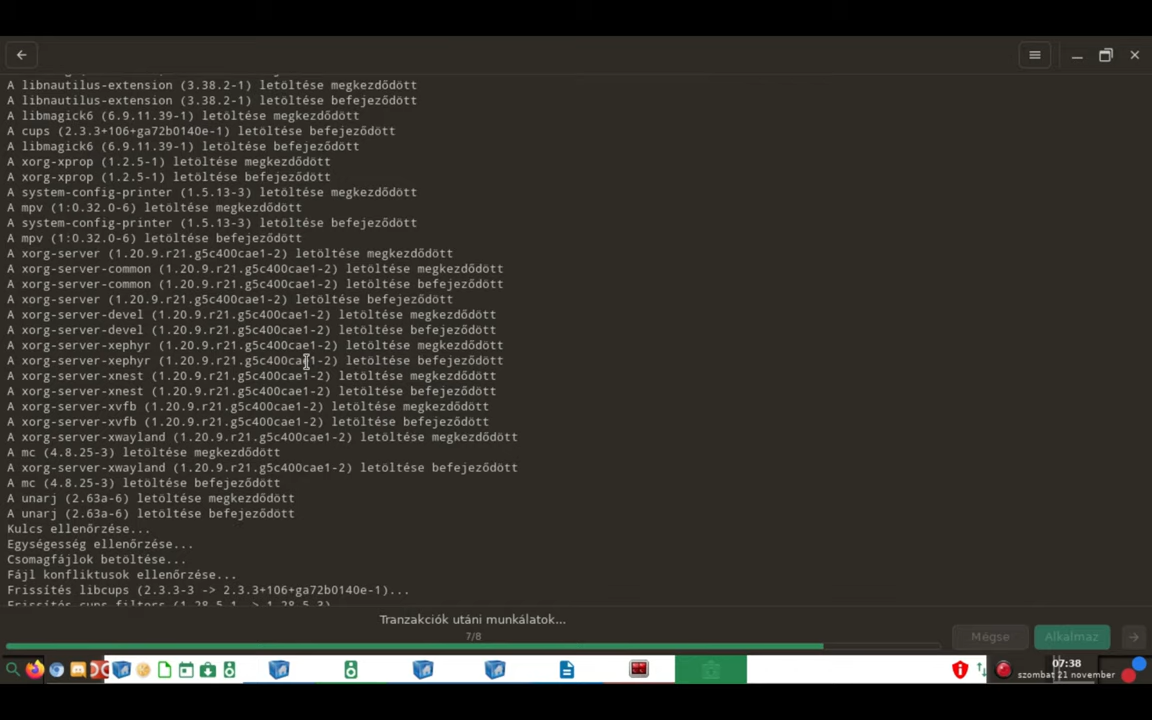 A libnautilus-extension (3.38.2-1) letöltése megkezdődött
A libnautilus-extension (3.38.2-1) letöltése befejeződött
A libmagick6 (6.9.11.39-1) letöltése megkezdődött
A cups (2.3.3+106+ga72b0140e-1) letöltése befejeződött
A libmagick6 (6.9.11.39-1) letöltése befejeződött
A xorg-xprop (1.2.5-1) letöltése megkezdődött
A xorg-xprop (1.2.5-1) letöltése befejeződött
A system-config-printer (1.5.13-3) letöltése megkezdődött
A mpv (1:0.32.0-6) letöltése megkezdődött
A system-config-printer (1.5.13-3) letöltése befejeződött
A mpv (1:0.32.0-6) letöltése befejeződött
A xorg-server (1.20.9.r21.g5c400cae1-2) letöltése megkezdődött
A xorg-server-common (1.20.9.r21.g5c400cae1-2) letöltése megkezdődött
A xorg-server-common (1.20.9.r21.g5c400cae1-2) letöltése befejeződött
A xorg-server (1.20.9.r21.g5c400cae1-2) letöltése befejeződött
A xorg-server-devel (1.20.9.r21.g5c400cae1-2) letöltése megkezdődött
A xorg-server-devel (1.20.9.r21.g5c400cae1-2) letöltése befejeződött
A xorg-server-xephyr (1.20.9.r21.g5c400cae1-2) letöltése megkezdődött
A xorg-server-xephyr (1.20.9.r21.g5c400cae1-2) letöltése befejeződött
A xorg-server-xnest (1.20.9.r21.g5c400cae1-2) letöltése megkezdődött
A xorg-server-xnest (1.20.9.r21.g5c400cae1-2) letöltése befejeződött
A xorg-server-xvfb (1.20.9.r21.g5c400cae1-2) letöltése megkezdődött
A xorg-server-xvfb (1.20.9.r21.g5c400cae1-2) letöltése befejeződött
A xorg-server-xwayland (1.20.9.r21.g5c400cae1-2) letöltése megkezdődött
A mc (4.8.25-3) letöltése megkezdődött
A xorg-server-xwayland (1.20.9.r21.g5c400cae1-2) letöltése befejeződött
A mc (4.8.25-3) letöltése befejeződött
A unarj (2.63a-6) letöltése megkezdődött
A unarj (2.63a-6) letöltése befejeződött
Kulcs ellenőrzése...
Egységesség ellenőrzése...
Csomagfájlok betöltése...
Fájl konfliktusok ellenőrzése...
Frissítés libcups (2.3.3-3 -> 2.3.3+106+ga72b0140e-1)...
Frissítés cups-filters (1.28.5-1 -> 1.28.5-3)
Tranzakciók utáni munkálatok...
7/8
Mégse
Alkalmaz
07:38
szombat 21 november